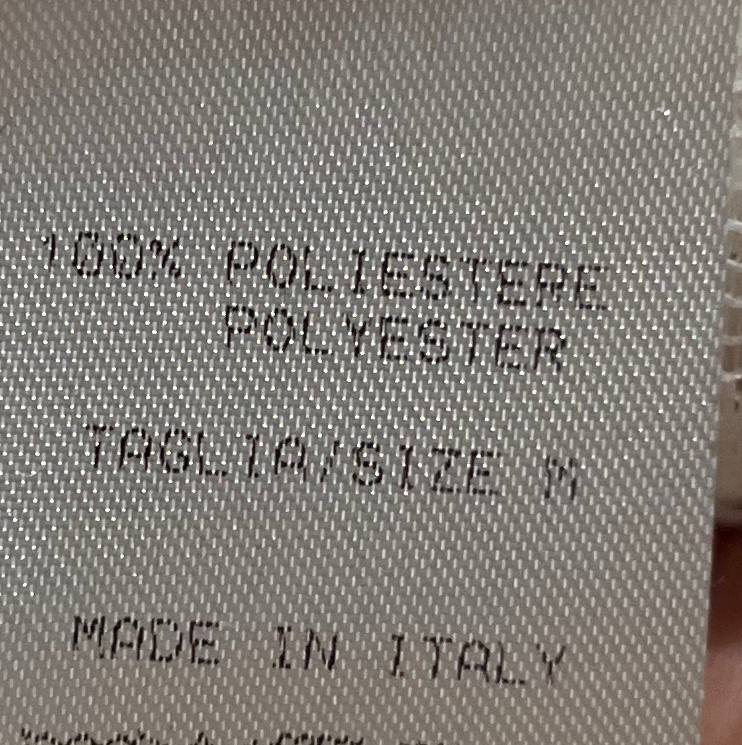 100% POLIESTERE
POLYESTER
TAGLIA/SIZE M
MADE IN ITALY